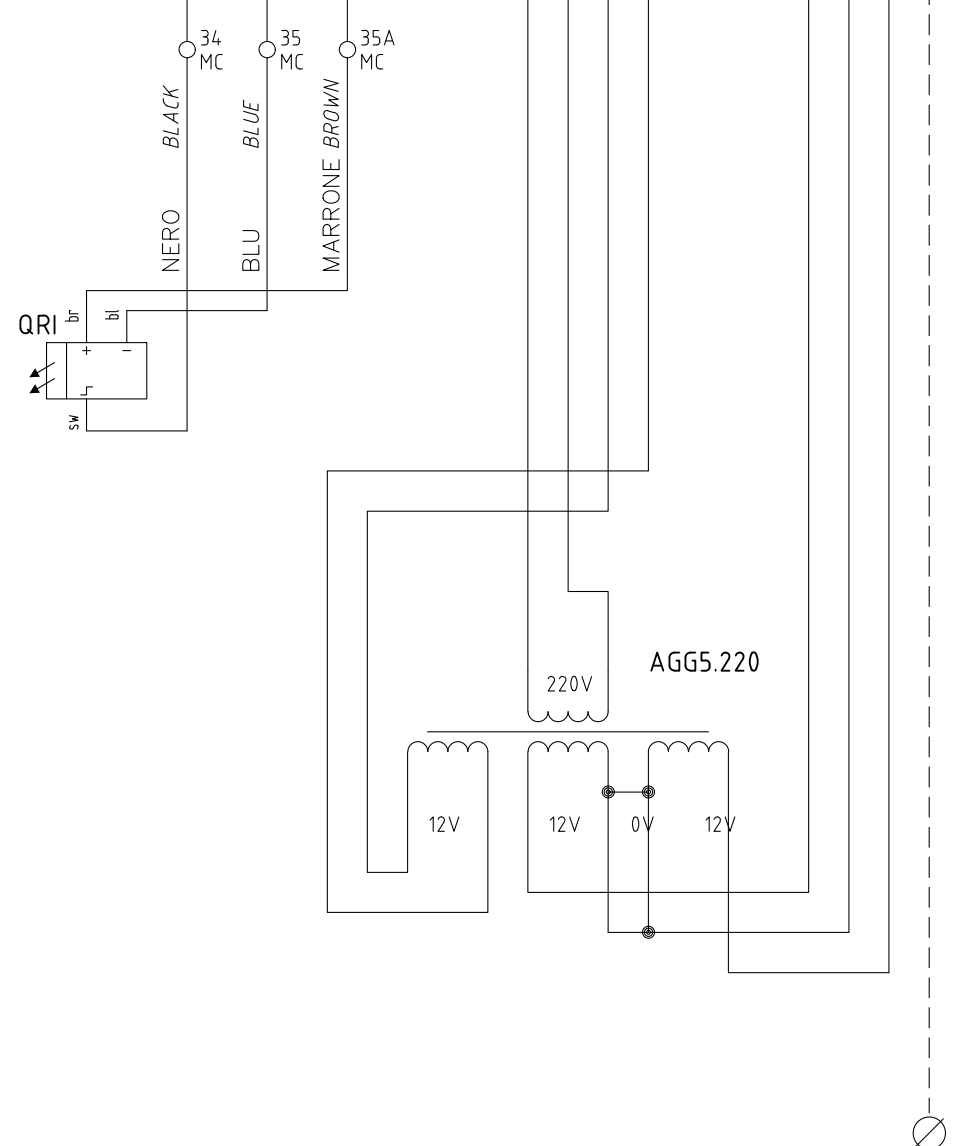 34
MC
35
MC
35A
MC
BLACK
BLUE
BROWN
NERO
BLU
MARRONE
QRI
br
bl
+
−
sw
AGG5.220
220V
12V
12V
0V
12V